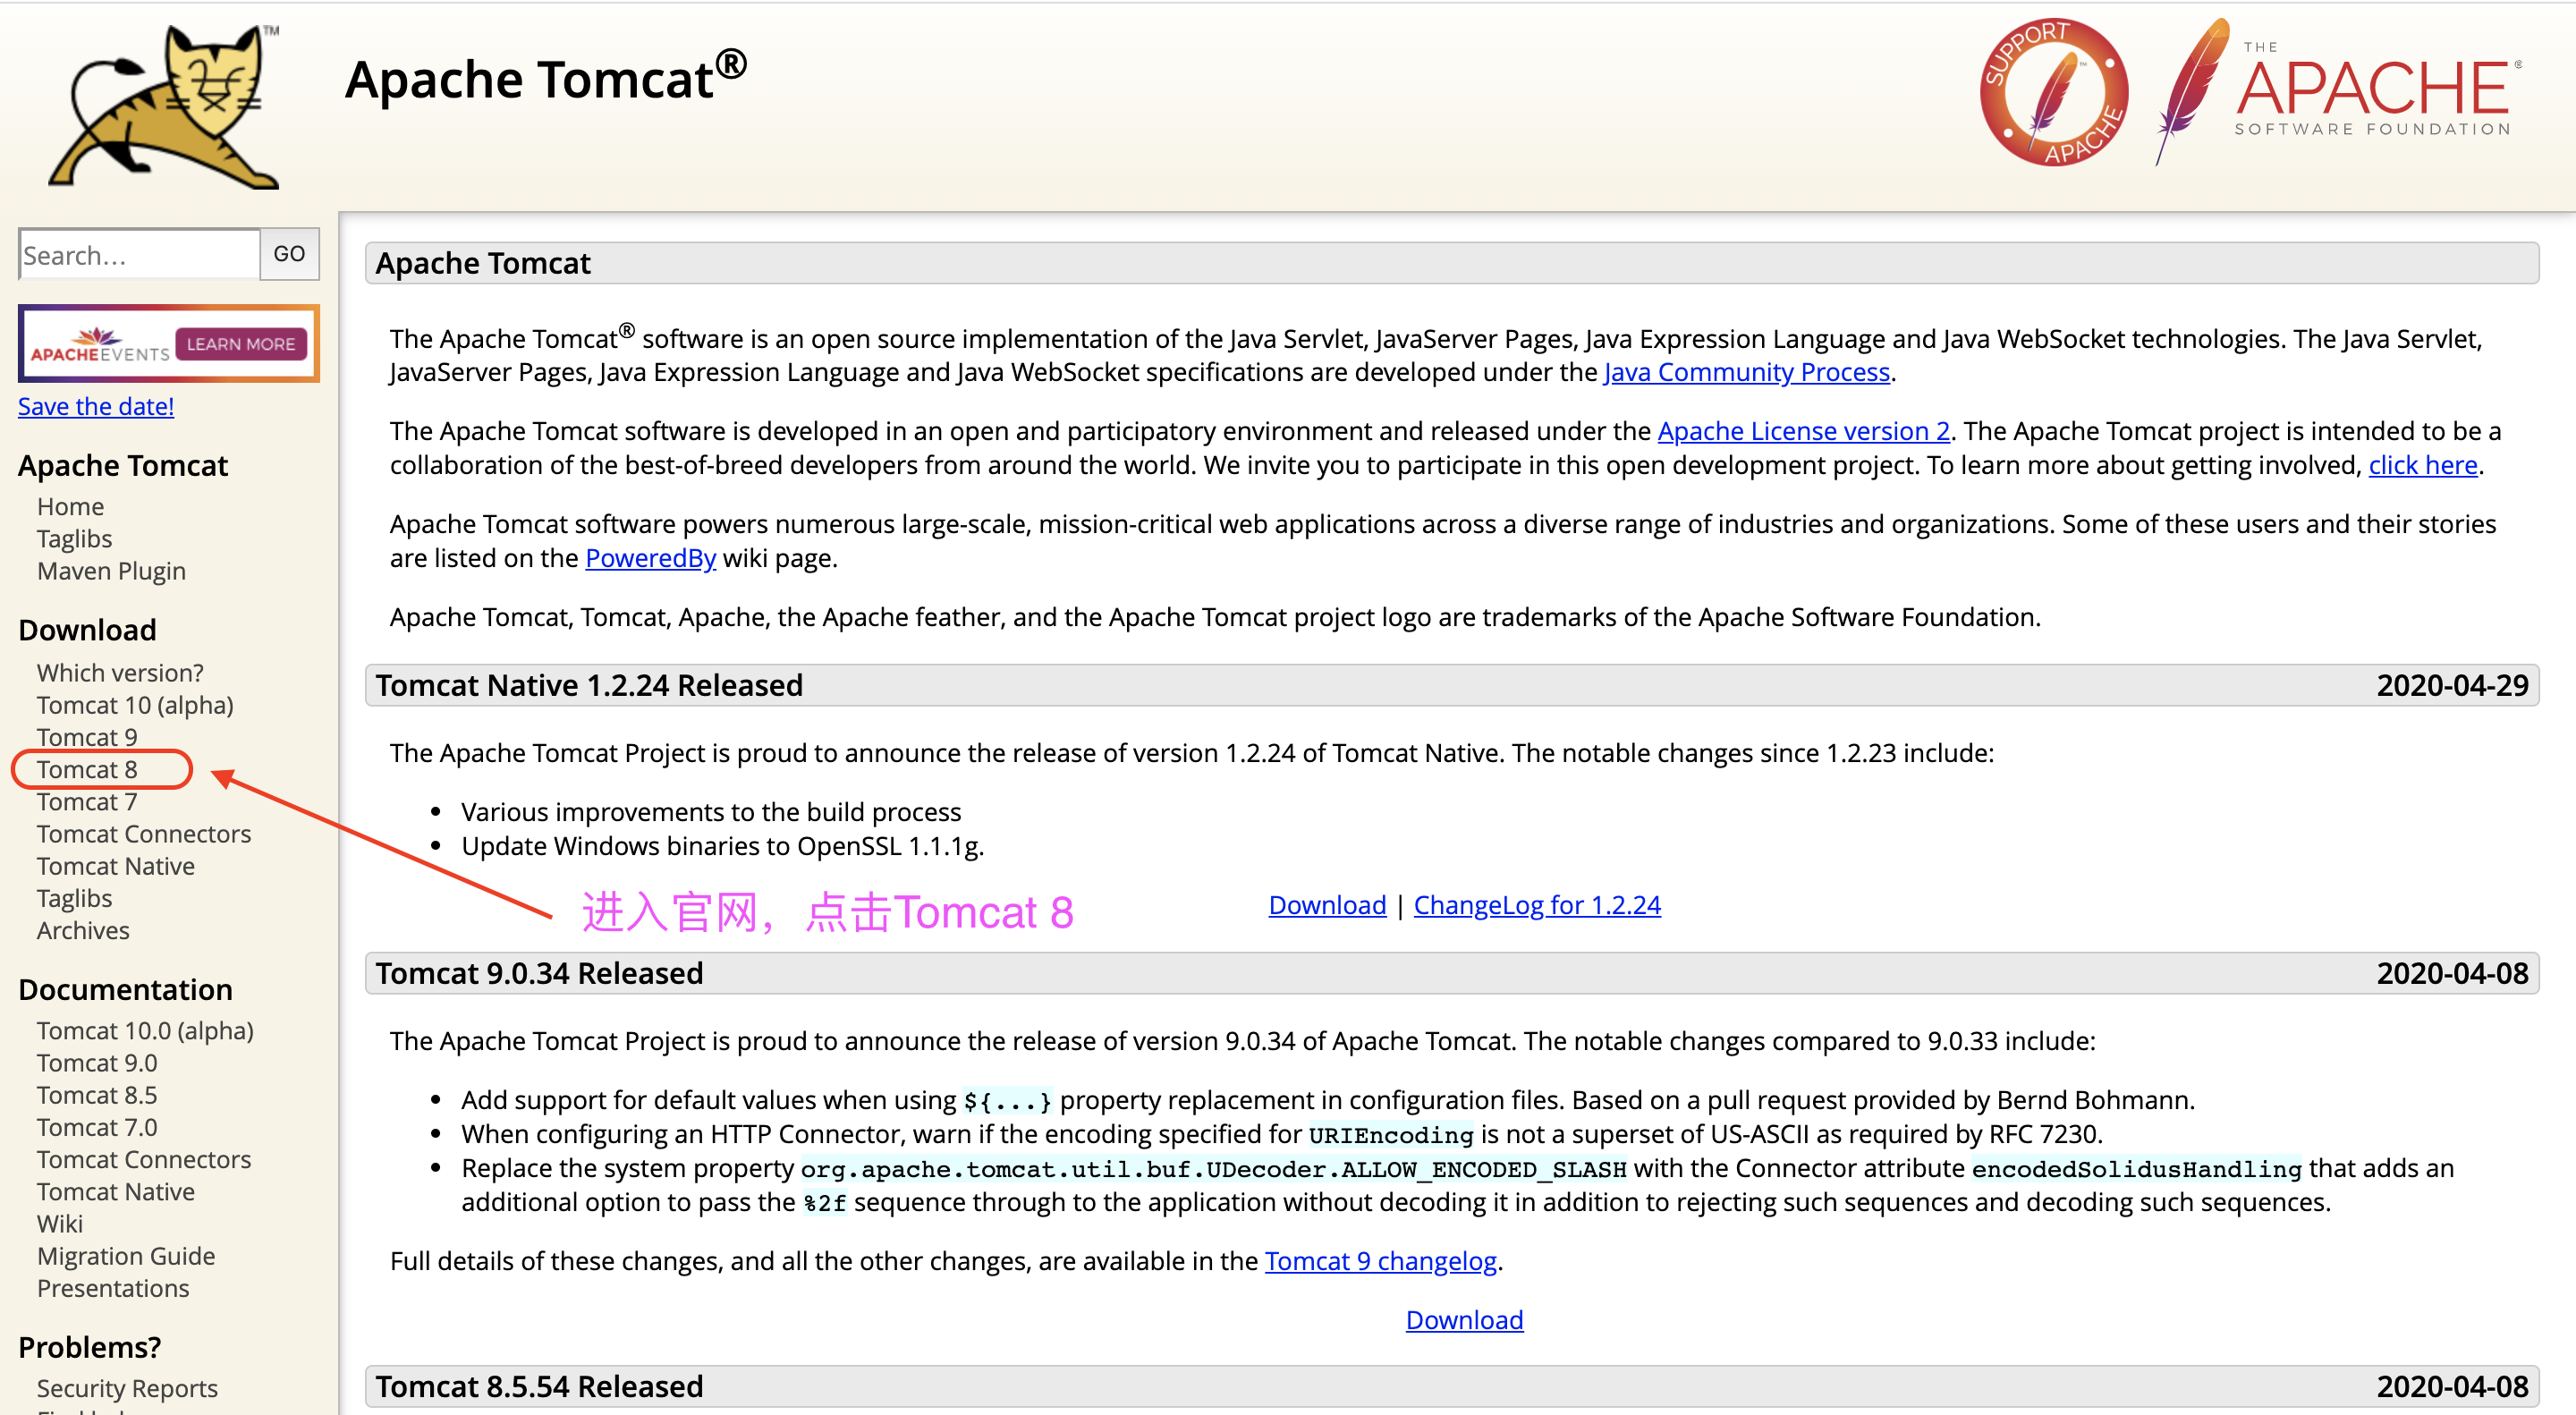 TM
Apache Tomcat®
SUPPORT
APACHE
THE
APACHE®
SOFTWARE FOUNDATION
Search...
GO
APACHEEVENTS
LEARN MORE
Save the date!
Apache Tomcat
Home
Taglibs
Maven Plugin
Download
Which version?
Tomcat 10 (alpha)
Tomcat 9
Tomcat 8
Tomcat 7
Tomcat Connectors
Tomcat Native
Taglibs
Archives
Documentation
Tomcat 10.0 (alpha)
Tomcat 9.0
Tomcat 8.5
Tomcat 7.0
Tomcat Connectors
Tomcat Native
Wiki
Migration Guide
Presentations
Problems?
Security Reports
Apache Tomcat
The Apache Tomcat® software is an open source implementation of the Java Servlet, JavaServer Pages, Java Expression Language and Java WebSocket technologies. The Java Servlet,
JavaServer Pages, Java Expression Language and Java WebSocket specifications are developed under the Java Community Process.
The Apache Tomcat software is developed in an open and participatory environment and released under the Apache License version 2. The Apache Tomcat project is intended to be a
collaboration of the best-of-breed developers from around the world. We invite you to participate in this open development project. To learn more about getting involved, click here.
Apache Tomcat software powers numerous large-scale, mission-critical web applications across a diverse range of industries and organizations. Some of these users and their stories
are listed on the PoweredBy wiki page.
Apache Tomcat, Tomcat, Apache, the Apache feather, and the Apache Tomcat project logo are trademarks of the Apache Software Foundation.
Tomcat Native 1.2.24 Released 2020-04-29
The Apache Tomcat Project is proud to announce the release of version 1.2.24 of Tomcat Native. The notable changes since 1.2.23 include:
• Various improvements to the build process
• Update Windows binaries to OpenSSL 1.1.1g.
进入官网，点击Tomcat 8
Download | ChangeLog for 1.2.24
Tomcat 9.0.34 Released 2020-04-08
The Apache Tomcat Project is proud to announce the release of version 9.0.34 of Apache Tomcat. The notable changes compared to 9.0.33 include:
• Add support for default values when using ${...} property replacement in configuration files. Based on a pull request provided by Bernd Bohmann.
• When configuring an HTTP Connector, warn if the encoding specified for URIEncoding is not a superset of US-ASCII as required by RFC 7230.
• Replace the system property org.apache.tomcat.util.buf.UDecoder.ALLOW_ENCODED_SLASH with the Connector attribute encodedSolidusHandling that adds an
additional option to pass the %2f sequence through to the application without decoding it in addition to rejecting such sequences and decoding such sequences.
Full details of these changes, and all the other changes, are available in the Tomcat 9 changelog.
Download
Tomcat 8.5.54 Released 2020-04-08